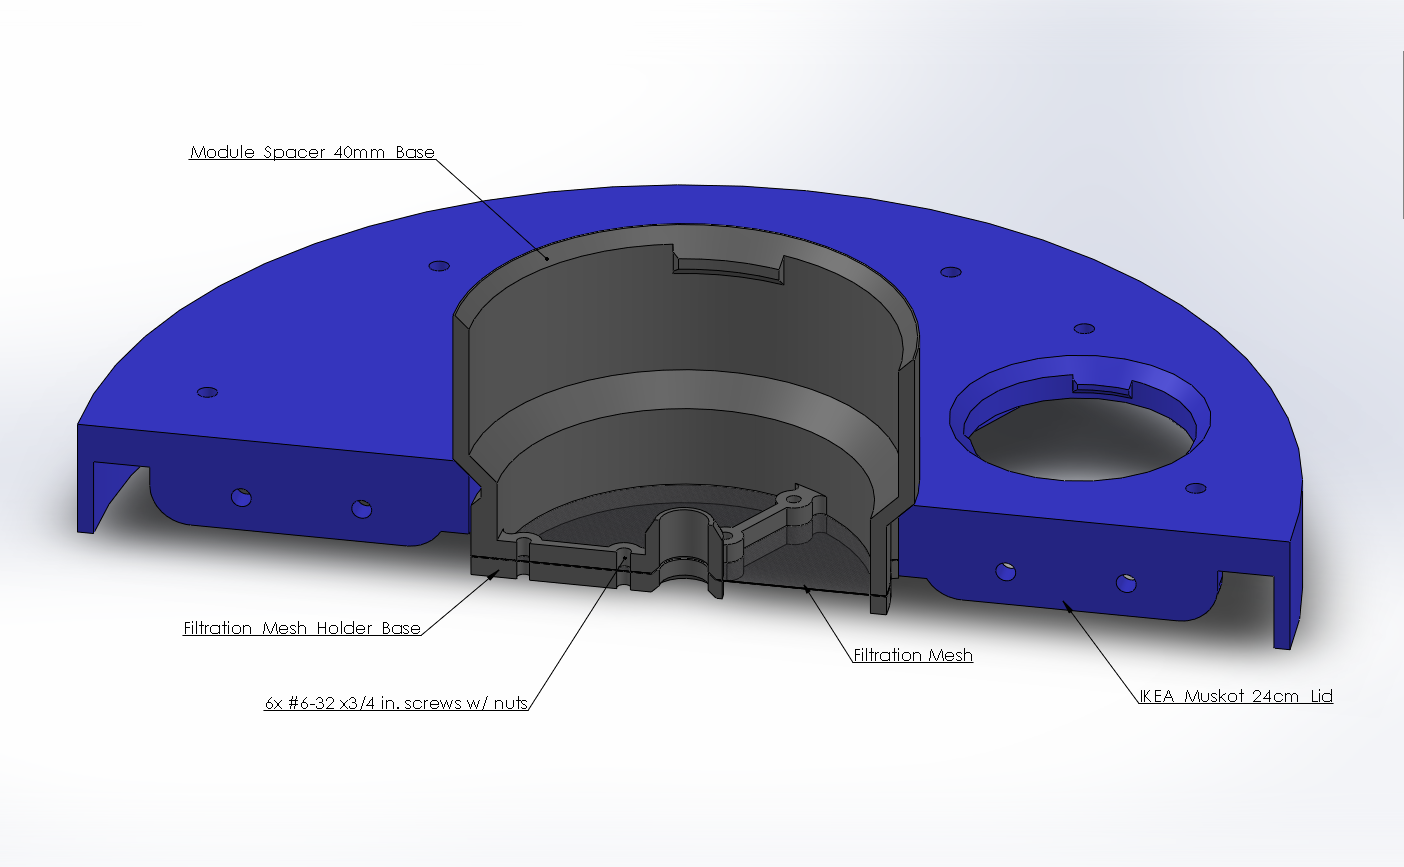 Module Spacer 40mm Base
Filtration Mesh Holder Base
Filtration Mesh
6x #6-32 x3/4 in. screws w/ nuts
IKEA Muskot 24cm Lid